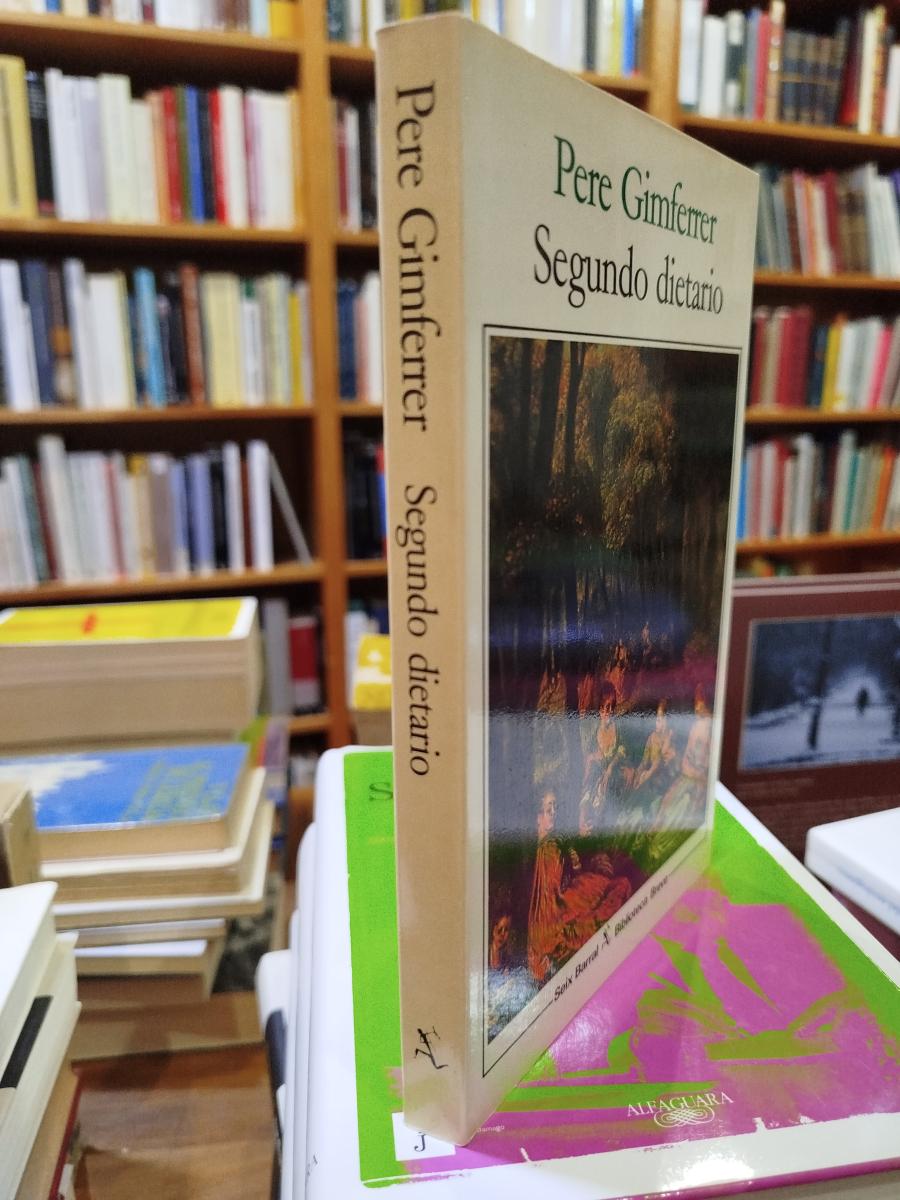 Pere Gimferrer
Segundo dietario
Pere Gimferrer Segundo dietario
Seix Barral Biblioteca Breve
S
ALFAGUARA
J